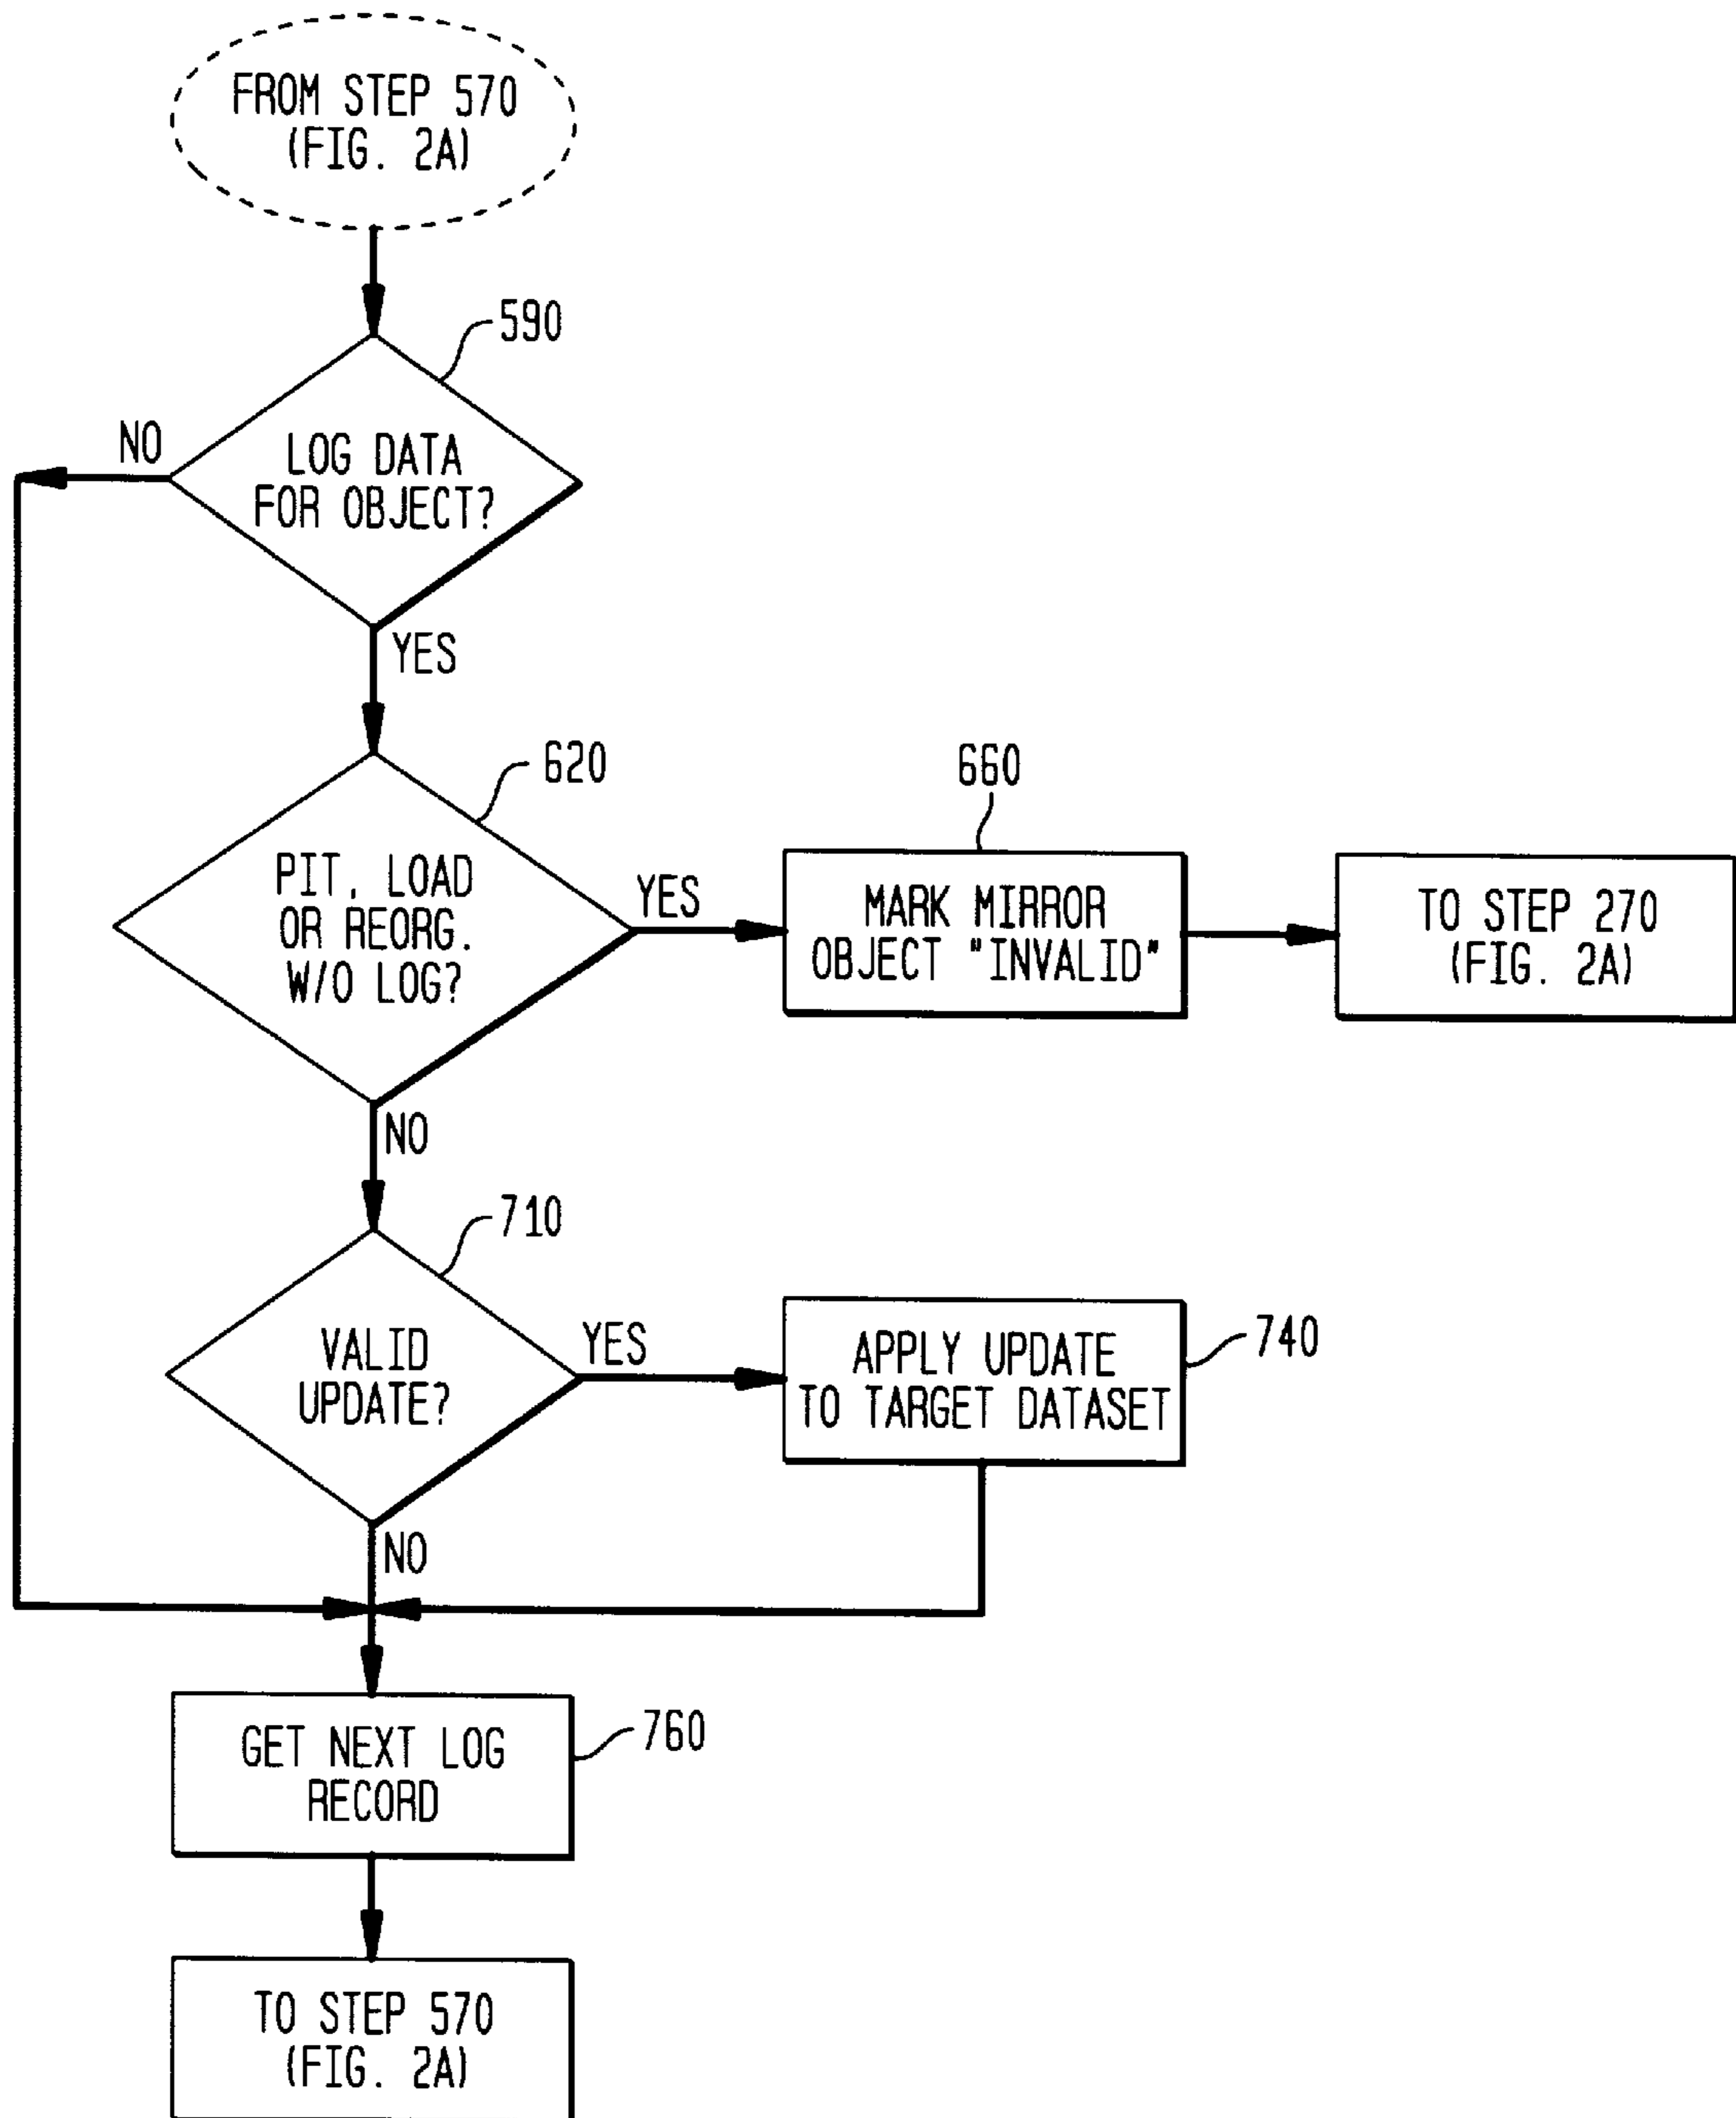 FROM STEP 570
(FIG. 2A)
590
NO
LOG DATA
FOR OBJECT?
YES
620
PIT, LOAD
OR REORG.
W/O LOG?
YES
660
MARK MIRROR
OBJECT "INVALID"
TO STEP 270
(FIG. 2A)
NO
710
VALID
UPDATE?
YES
APPLY UPDATE
TO TARGET DATASET
740
NO
GET NEXT LOG
RECORD
760
TO STEP 570
(FIG. 2A)